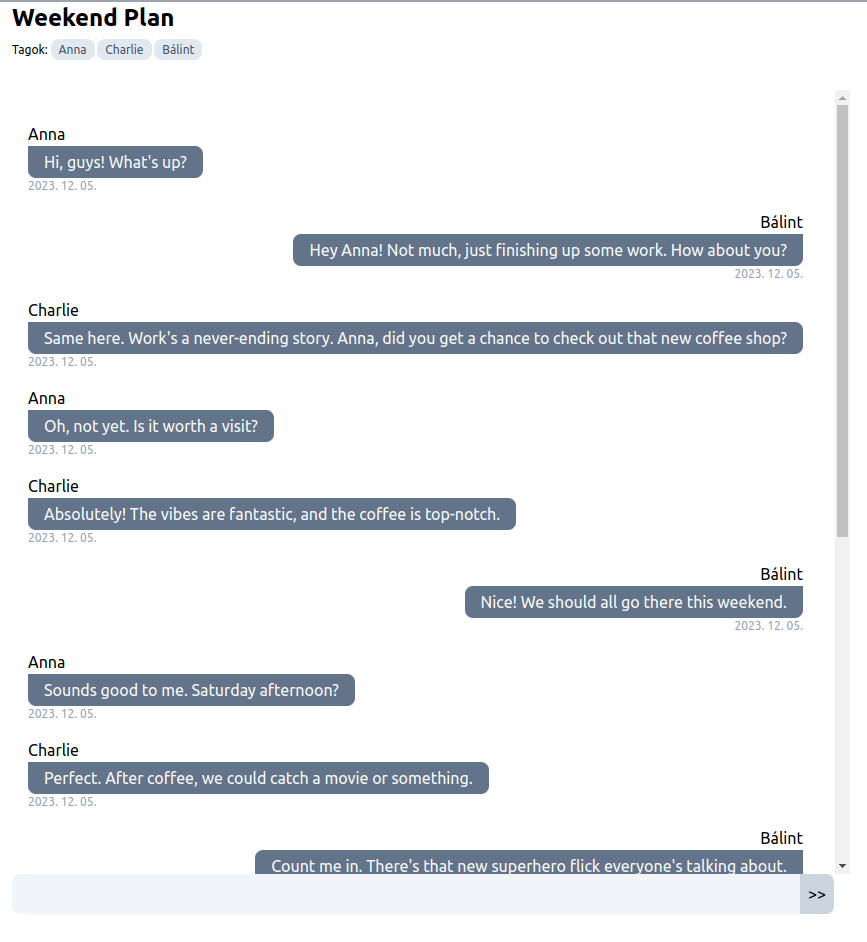 Weekend Plan
Tagok: Anna Charlie Bálint
Anna
Hi, guys! What's up?
2023. 12. 05.
Bálint
Hey Anna! Not much, just finishing up some work. How about you?
2023. 12. 05.
Charlie
Same here. Work's a never-ending story. Anna, did you get a chance to check out that new coffee shop?
2023. 12. 05.
Anna
Oh, not yet. Is it worth a visit?
2023. 12. 05.
Charlie
Absolutely! The vibes are fantastic, and the coffee is top-notch.
2023. 12. 05.
Bálint
Nice! We should all go there this weekend.
2023. 12. 05.
Anna
Sounds good to me. Saturday afternoon?
2023. 12. 05.
Charlie
Perfect. After coffee, we could catch a movie or something.
2023. 12. 05.
Bálint
Count me in. There's that new superhero flick everyone's talking about.
>>